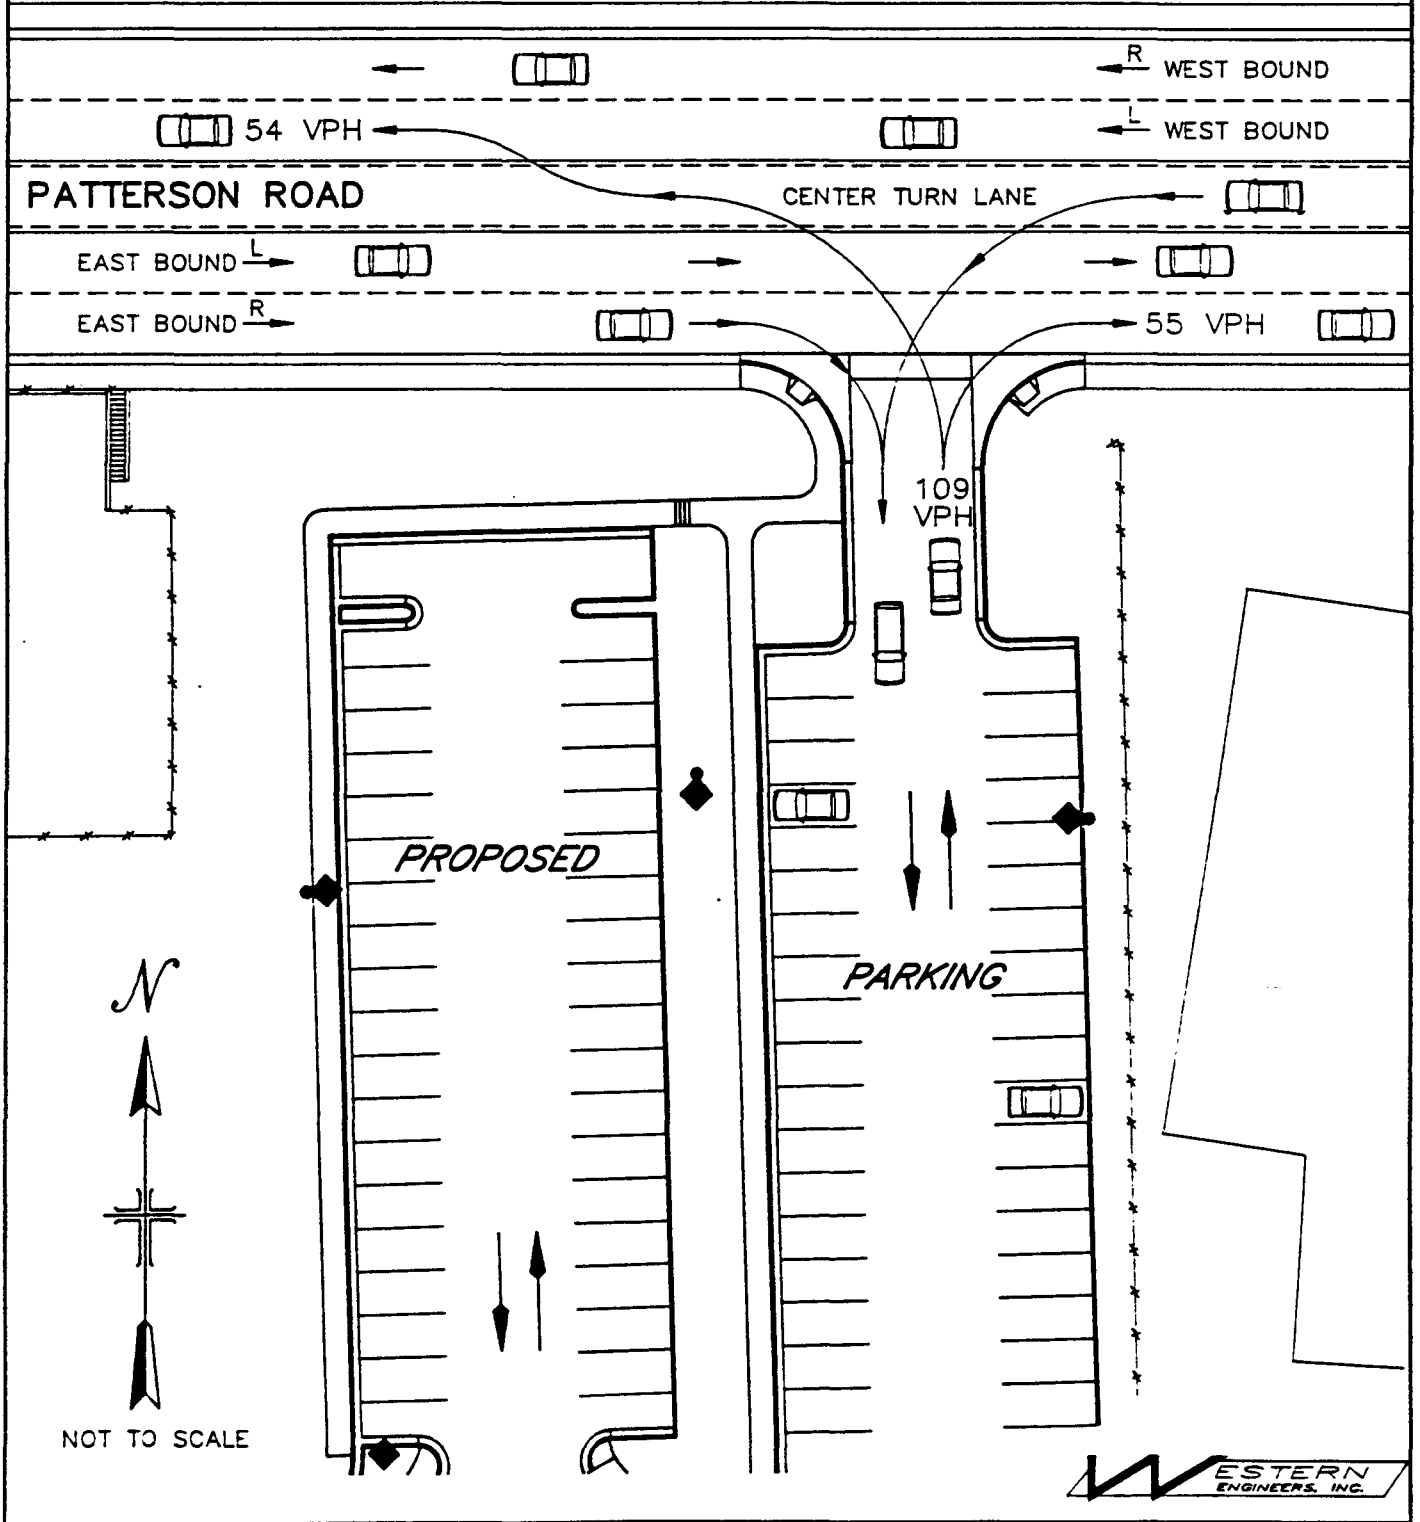 R
WEST BOUND
54 VPH
L
WEST BOUND
PATTERSON ROAD
CENTER TURN LANE
EAST BOUND L
EAST BOUND R
55 VPH
109
VPH
PROPOSED
PARKING
N
NOT TO SCALE
WESTERN
ENGINEERS, INC.